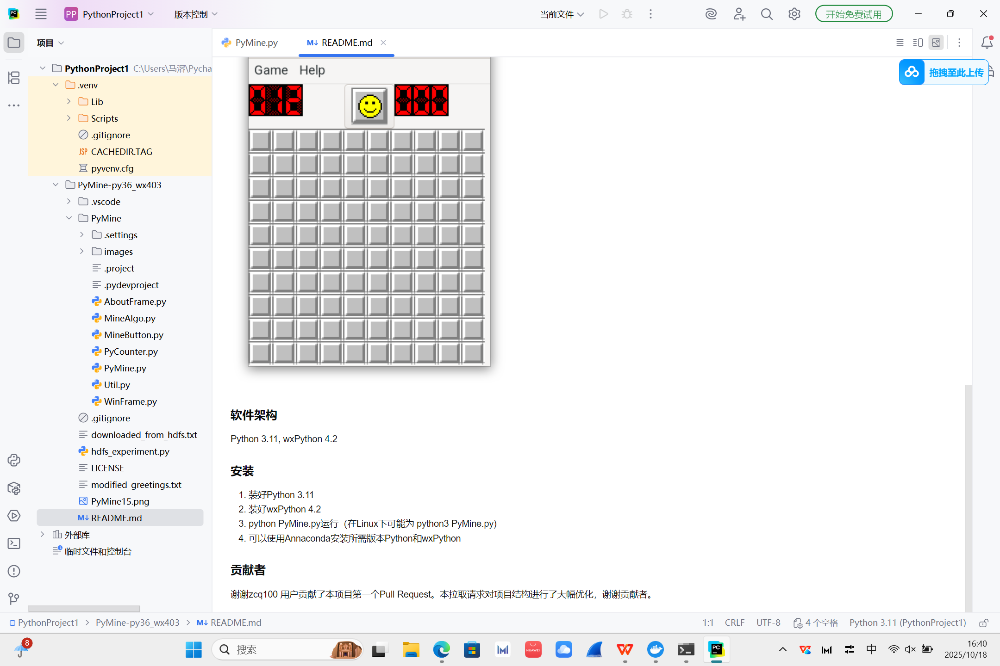 PP PythonProject1 版本控制 当前文件 开始免费试用
项目 PyMine.py README.md
拖拽至此上传
PythonProject1 C:\Users\马溶\Pycha
.venv
Lib
Scripts
.gitignore
JSP CACHEDIR.TAG
pyvenv.cfg
PyMine-py36_wx403
.vscode
PyMine
.settings
images
.project
.pydevproject
AboutFrame.py
MineAlgo.py
MineButton.py
PyCounter.py
PyMine.py
Util.py
WinFrame.py
.gitignore
downloaded_from_hdfs.txt
hdfs_experiment.py
LICENSE
modified_greetings.txt
PyMine15.png
README.md
外部库
临时文件和控制台
Game Help
012 000
软件架构
Python 3.11, wxPython 4.2
安装
1. 装好Python 3.11
2. 装好wxPython 4.2
3. python PyMine.py运行（在Linux下可能为 python3 PyMine.py)
4. 可以使用Annaconda安装所需版本Python和wxPython
贡献者
谢谢zcq100 用户贡献了本项目第一个Pull Request。本拉取请求对项目结构进行了大幅优化，谢谢贡献者。
PythonProject1 PyMine-py36_wx403 README.md 1:1 CRLF UTF-8 4 个空格 Python 3.11 (PythonProject1)
8 搜索 HUAWEI PC 中 16:40
2025/10/18